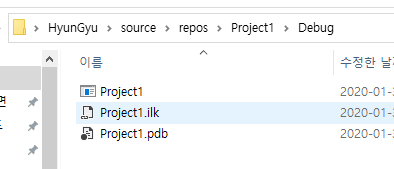 HyunGyu > source > repos > Project1 > Debug
이름
수정한 날
Project1
2020-01-
Project1.ilk
2020-01-
Project1.pdb
2020-01-
면